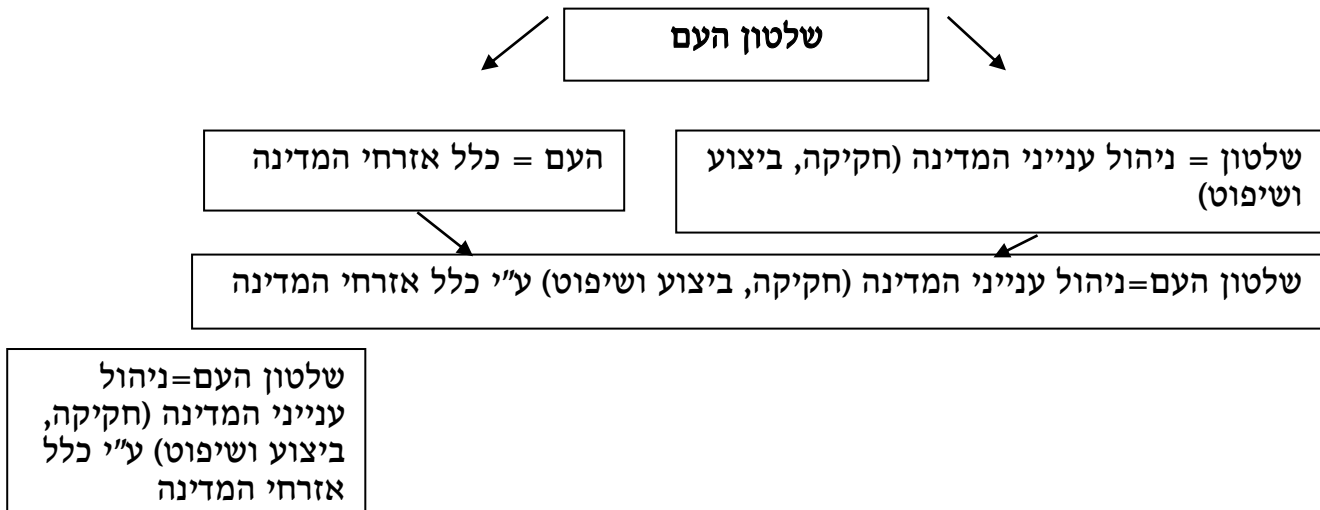 שלטון העם
שלטון = ניהול ענייני המדינה (חקיקה, ביצוע
ושיפוט)
העם = כלל אזרחי המדינה
שלטון העם=ניהול ענייני המדינה (חקיקה, ביצוע ושיפוט) ע"י כלל אזרחי המדינה
שלטון העם=ניהול
ענייני המדינה (חקיקה,
ביצוע ושיפוט) ע"י כלל
אזרחי המדינה